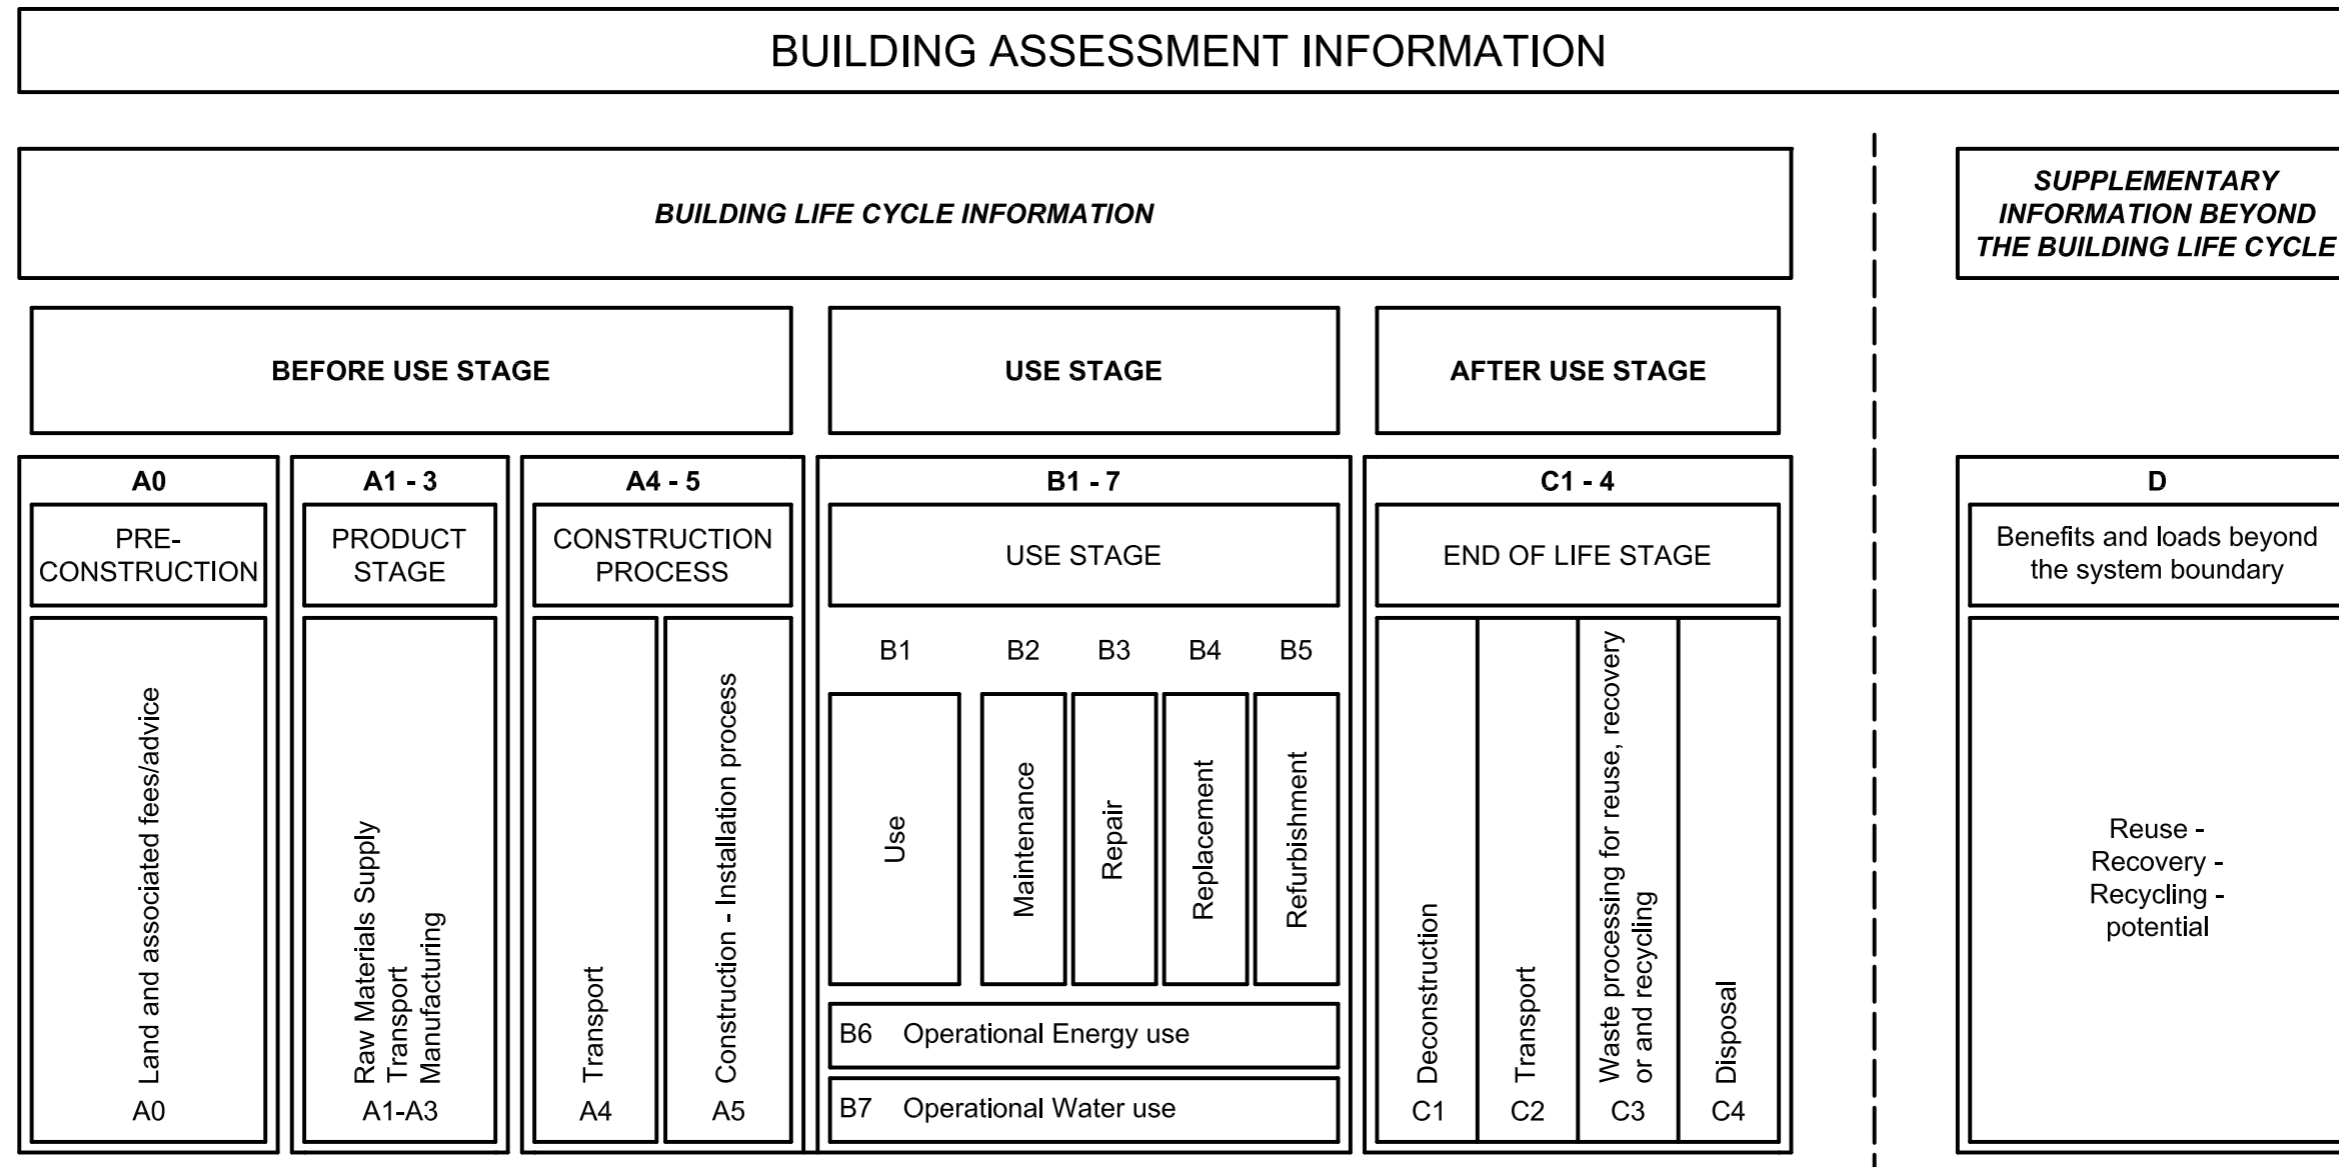 BUILDING ASSESSMENT INFORMATION
BUILDING LIFE CYCLE INFORMATION
SUPPLEMENTARY
INFORMATION BEYOND
THE BUILDING LIFE CYCLE
BEFORE USE STAGE
USE STAGE
AFTER USE STAGE
A0
PRE-
CONSTRUCTION
Land and associated fees/advice
A0
A1 - 3
PRODUCT
STAGE
Raw Materials Supply
Transport
Manufacturing
A1-A3
A4 - 5
CONSTRUCTION
PROCESS
Transport
A4
Construction - Installation process
A5
B1 - 7
USE STAGE
B1
Use
B2
Maintenance
B3
Repair
B4
Replacement
B5
Refurbishment
B6 Operational Energy use
B7 Operational Water use
C1 - 4
END OF LIFE STAGE
Deconstruction
C1
Transport
C2
Waste processing for reuse, recovery
or and recycling
C3
Disposal
C4
D
Benefits and loads beyond
the system boundary
Reuse -
Recovery -
Recycling -
potential